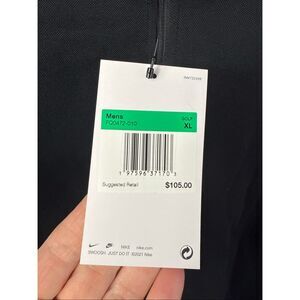 Mens
GOLF
FQ0472-010
XL
1 97596 37170 3
Suggested Retail
$105.00
NIKE nike.com
SWOOSH JUST DO IT ©2021 Nike